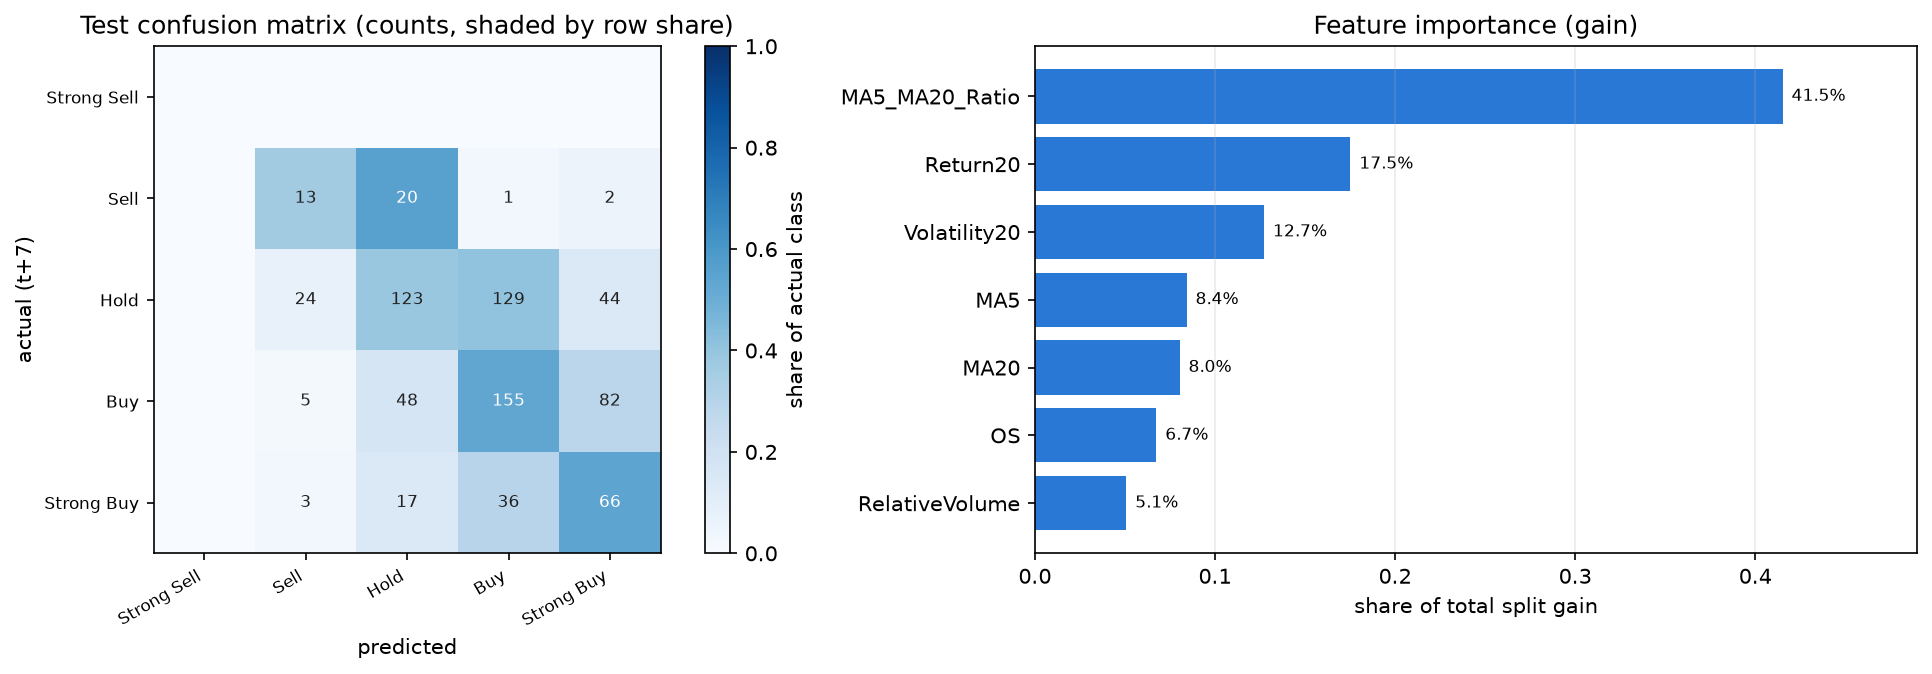 Test confusion matrix (counts, shaded by row share)
Strong Sell
Sell
Hold
Buy
Strong Buy
actual (t+7)
13 20 1 2
24 123 129 44
5 48 155 82
3 17 36 66
Strong Sell Sell Hold Buy Strong Buy
predicted
1.0
0.8
0.6
0.4
0.2
0.0
share of actual class
Feature importance (gain)
MA5_MA20_Ratio 41.5%
Return20 17.5%
Volatility20 12.7%
MA5 8.4%
MA20 8.0%
OS 6.7%
RelativeVolume 5.1%
0.0 0.1 0.2 0.3 0.4
share of total split gain